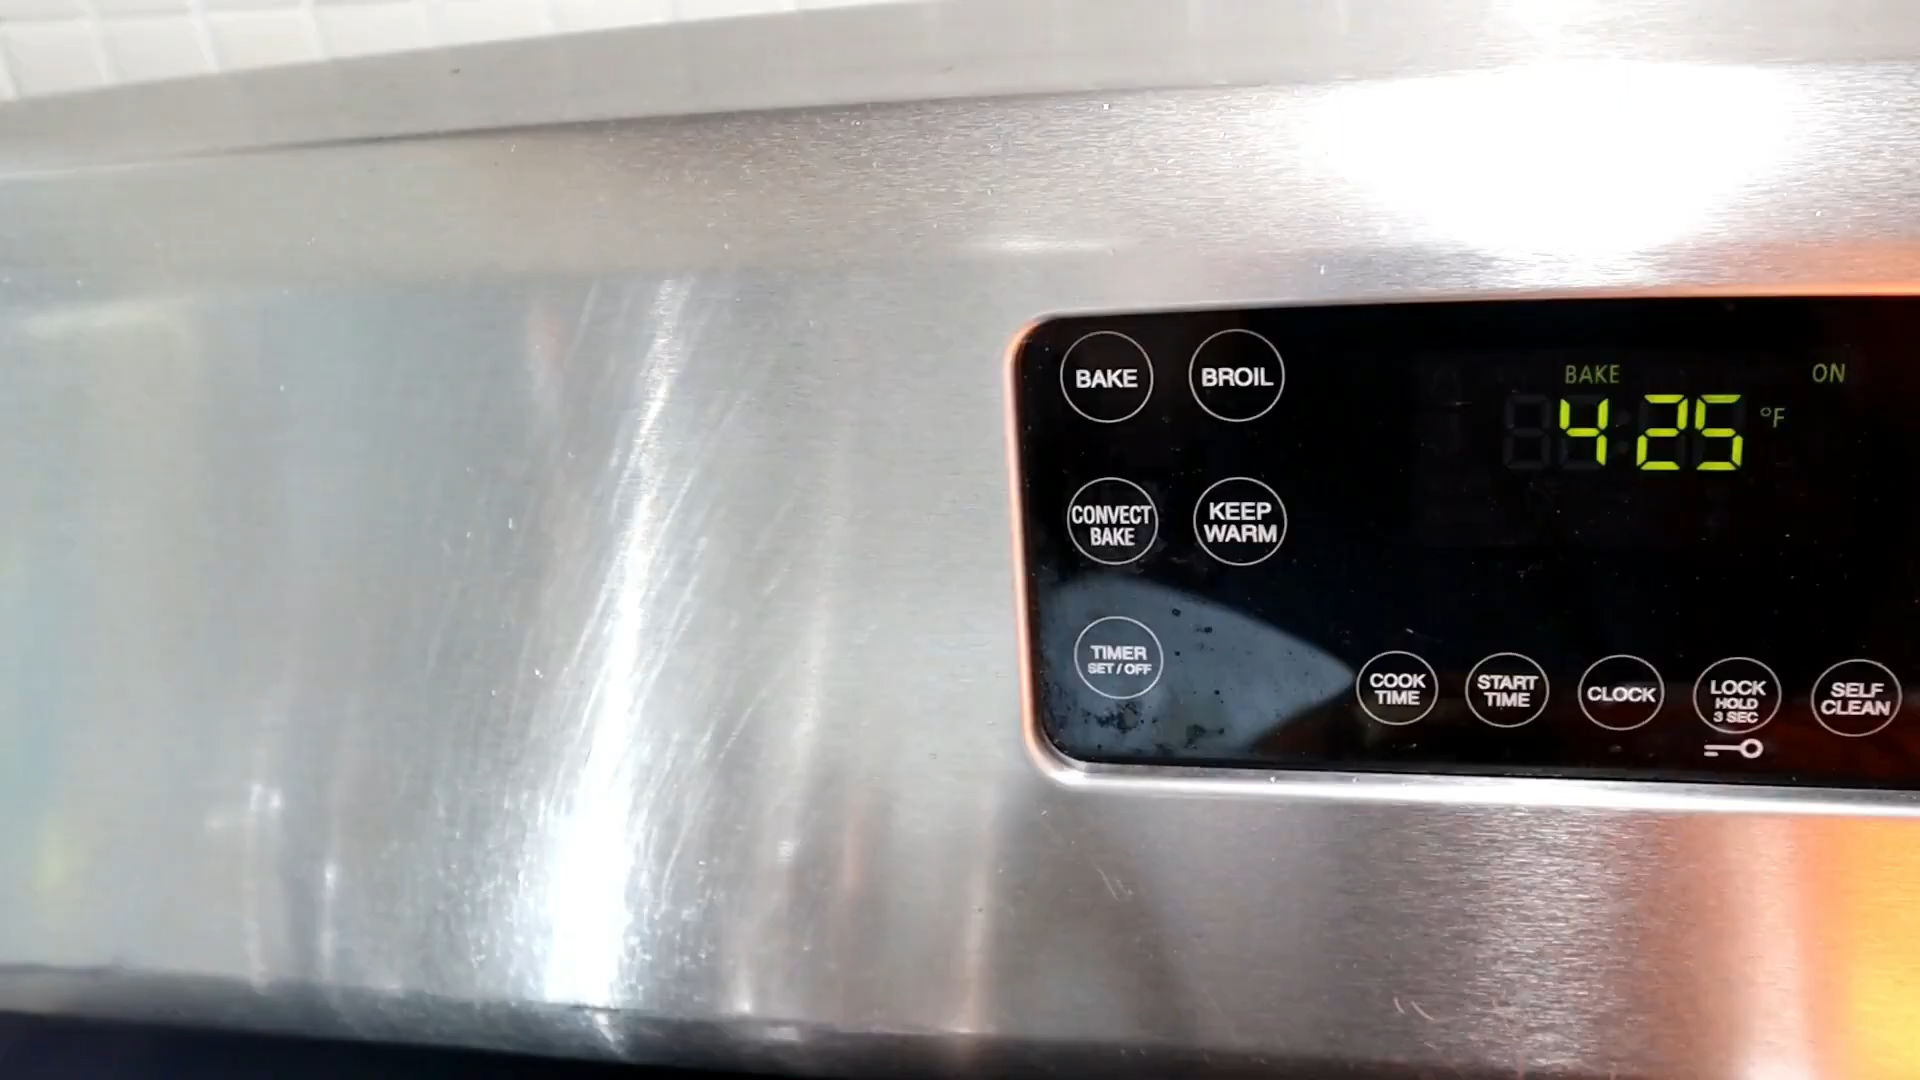 BAKE
BROIL
BAKE
ON
425 °F
CONVECT
BAKE
KEEP
WARM
TIMER
SET / OFF
COOK
TIME
START
TIME
CLOCK
LOCK
HOLD
3 SEC
SELF
CLEAN